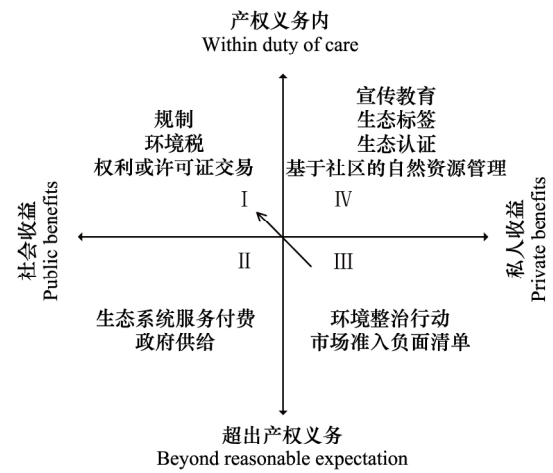 产权义务内
Within duty of care
规制
环境税
权利或许可证交易
宣传教育
生态标签
生态认证
基于社区的自然资源管理
I
IV
社会收益
Public benefits
私人收益
Private benefits
II
III
生态系统服务付费
政府供给
环境整治行动
市场准入负面清单
超出产权义务
Beyond reasonable expectation